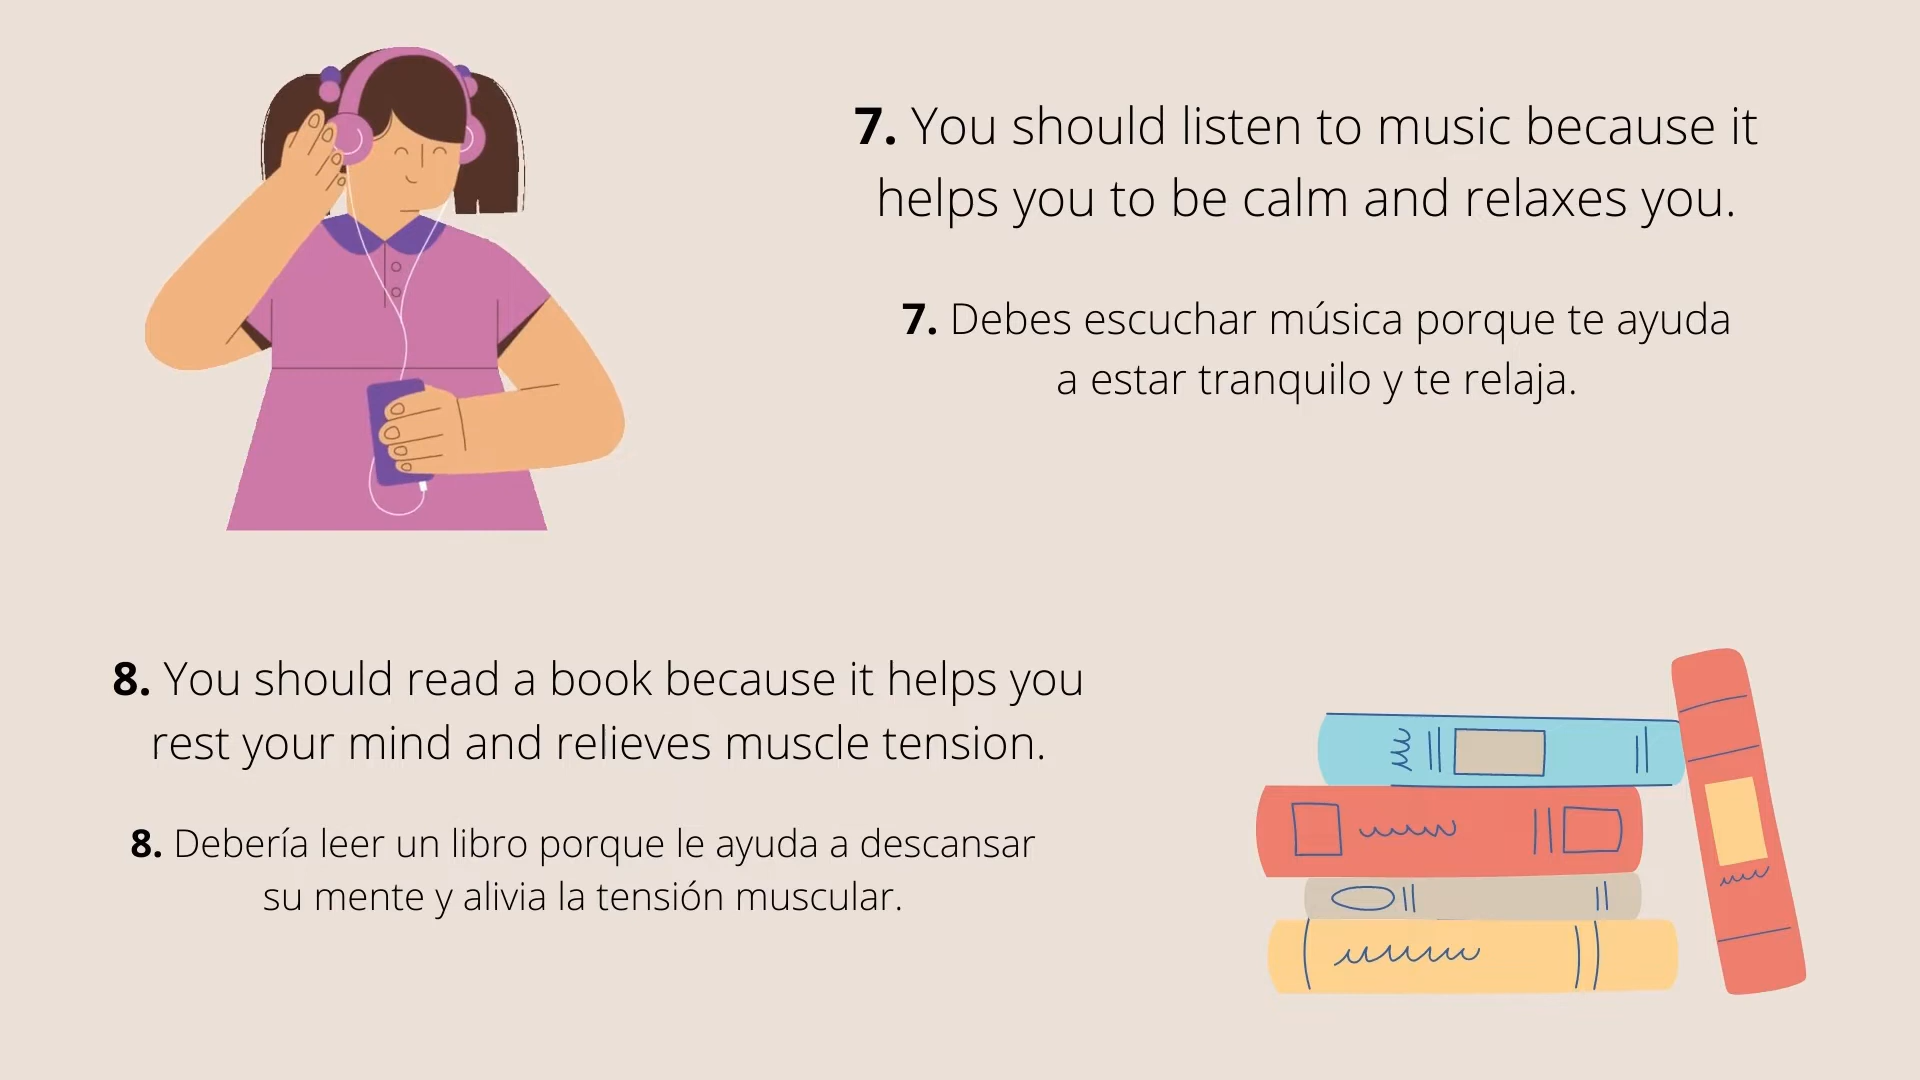 7. You should listen to music because it
helps you to be calm and relaxes you.
7. Debes escuchar música porque te ayuda
a estar tranquilo y te relaja.
8. You should read a book because it helps you
rest your mind and relieves muscle tension.
8. Debería leer un libro porque le ayuda a descansar
su mente y alivia la tensión muscular.